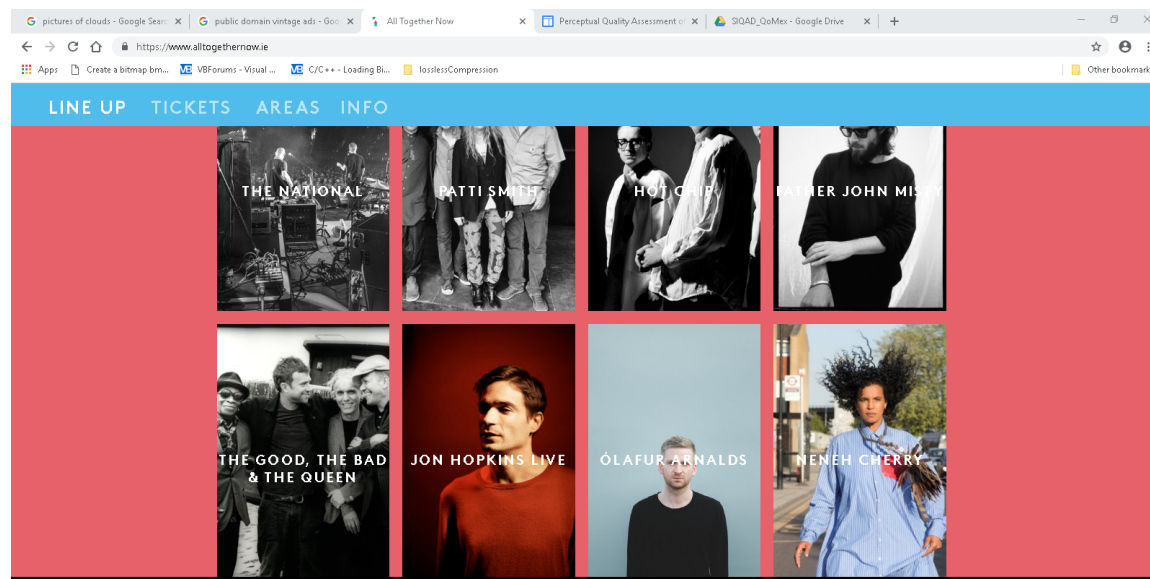 pictures of clouds - Google Searc
public domain vintage ads - Goo
All Together Now
Perceptual Quality Assessment o
SIQAD_QoMex - Google Drive
https://www.alltogethernow.ie
Apps
Create a bitmap bm...
VBForums - Visual ...
C/C++ - Loading Bi...
losslessCompression
Other bookmark
LINE UP TICKETS AREAS INFO
THE NATIONAL
PATTI SMITH
HOT CHIP
FATHER JOHN MISTY
THE GOOD, THE BAD
& THE QUEEN
JON HOPKINS LIVE
ÓLAFUR ARNALDS
NENEH CHERRY